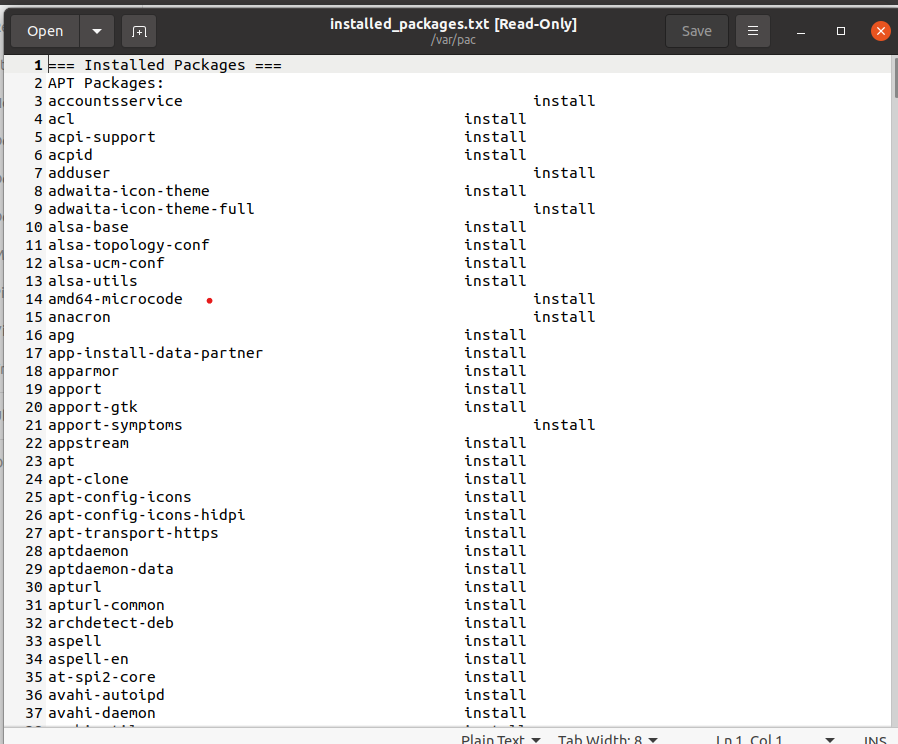 Open
installed_packages.txt [Read-Only]
/var/pac
Save
1 === Installed Packages ===
2 APT Packages:
3 accountsservice install
4 acl install
5 acpi-support install
6 acpid install
7 adduser install
8 adwaita-icon-theme install
9 adwaita-icon-theme-full install
10 alsa-base install
11 alsa-topology-conf install
12 alsa-ucm-conf install
13 alsa-utils install
14 amd64-microcode install
15 anacron install
16 apg install
17 app-install-data-partner install
18 apparmor install
19 apport install
20 apport-gtk install
21 apport-symptoms install
22 appstream install
23 apt install
24 apt-clone install
25 apt-config-icons install
26 apt-config-icons-hidpi install
27 apt-transport-https install
28 aptdaemon install
29 aptdaemon-data install
30 apturl install
31 apturl-common install
32 archdetect-deb install
33 aspell install
34 aspell-en install
35 at-spi2-core install
36 avahi-autoipd install
37 avahi-daemon install
Plain Text Tab Width: 8 Ln 1, Col 1 INS